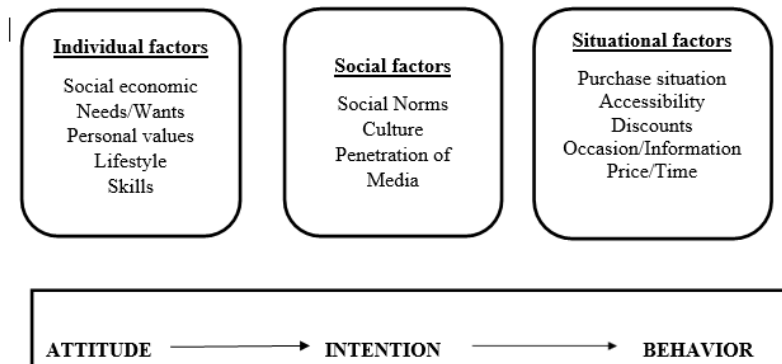 Individual factors
Social economic
Needs/Wants
Personal values
Lifestyle
Skills
Social factors
Social Norms
Culture
Penetration of
Media
Situational factors
Purchase situation
Accessibility
Discounts
Occasion/Information
Price/Time
ATTITUDE INTENTION BEHAVIOR